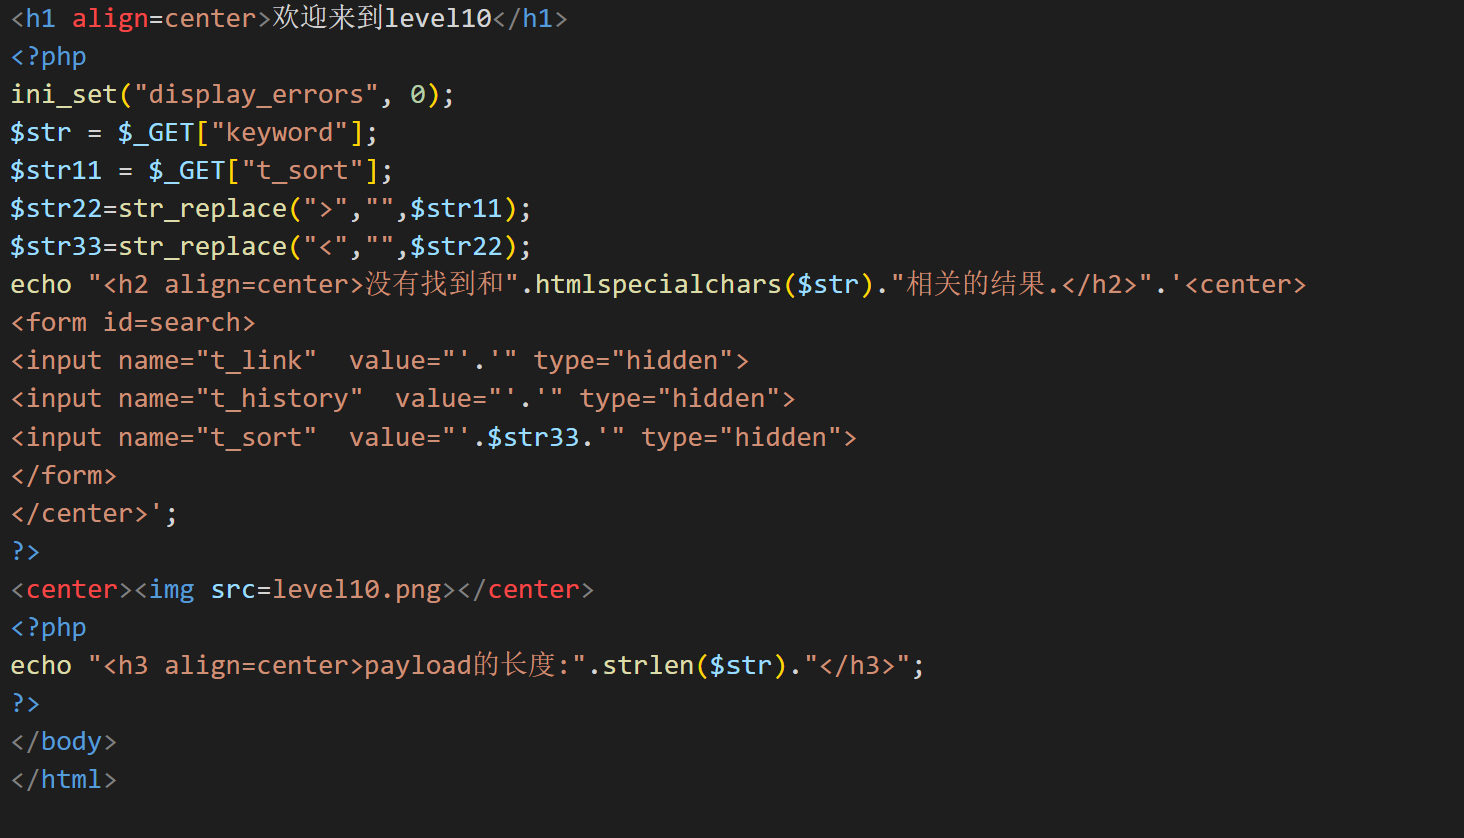 <h1 align=center>欢迎来到level10</h1>
<?php
ini_set("display_errors", 0);
$str = $_GET["keyword"];
$str11 = $_GET["t_sort"];
$str22=str_replace(">","",$str11);
$str33=str_replace("<","",$str22);
echo "<h2 align=center>没有找到和".htmlspecialchars($str)."相关的结果.</h2>".'<center>
<form id=search>
<input name="t_link"  value="'.'" type="hidden">
<input name="t_history"  value="'.'" type="hidden">
<input name="t_sort"  value="'.$str33.'" type="hidden">
</form>
</center>';
?>
<center><img src=level10.png></center>
<?php
echo "<h3 align=center>payload的长度:".strlen($str)."</h3>";
?>
</body>
</html>